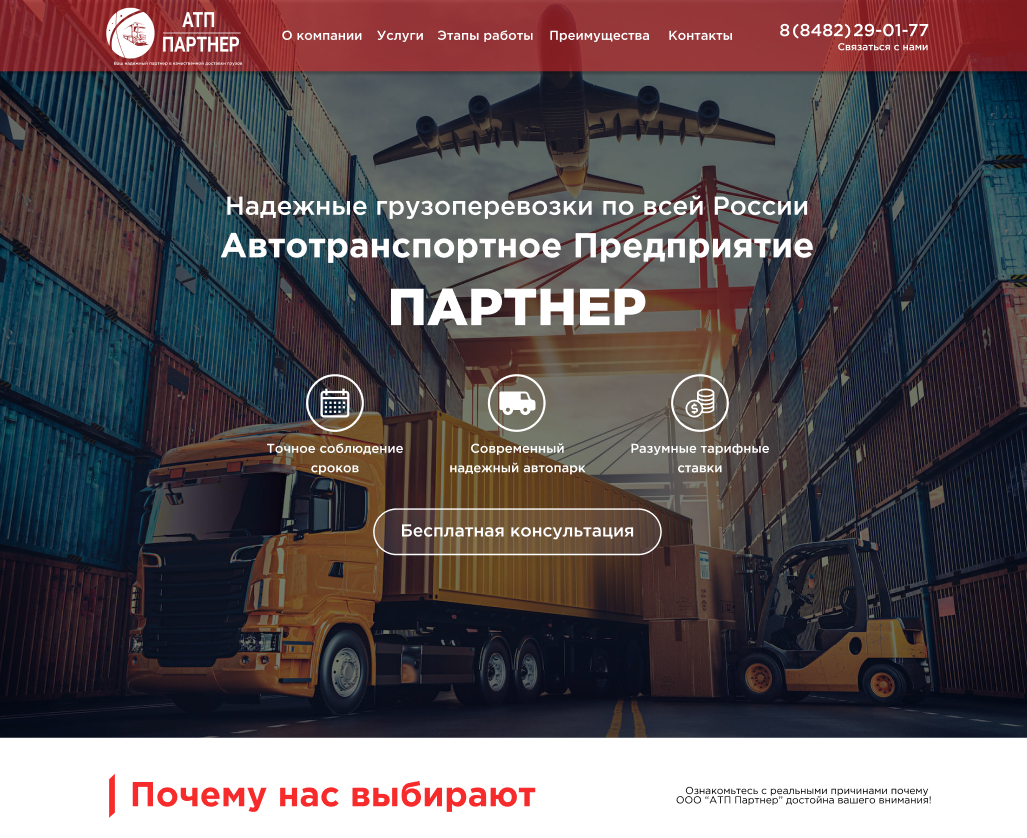 АТП
ПАРТНЕР
Ваш надежный партнер в качественной доставки грузов
О компании
Услуги
Этапы работы
Преимущества
Контакты
8(8482)29-01-77
Связаться с нами
Надежные грузоперевозки по всей России
Автотранспортное Предприятие
ПАРТНЕР
Точное соблюдение
сроков
Современный
надежный автопарк
Разумные тарифные
ставки
Бесплатная консультация
Почему нас выбирают
Ознакомьтесь с реальными причинами почему
ООО “АТП Партнер” достойна вашего внимания!